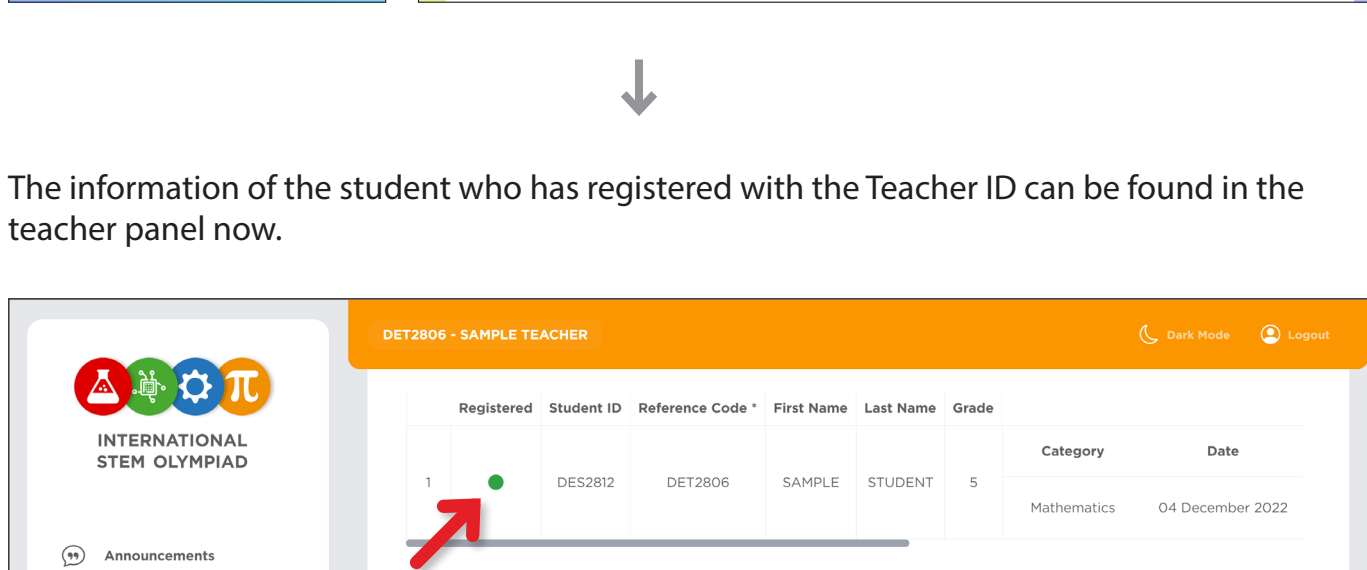 The information of the student who has registered with the Teacher ID can be found in the
teacher panel now.
DET2806 - SAMPLE TEACHER
Dark Mode
Logout
π
INTERNATIONAL
STEM OLYMPIAD
Announcements
Registered Student ID Reference Code * First Name Last Name Grade
Category Date
1 DES2812 DET2806 SAMPLE STUDENT 5
Mathematics 04 December 2022